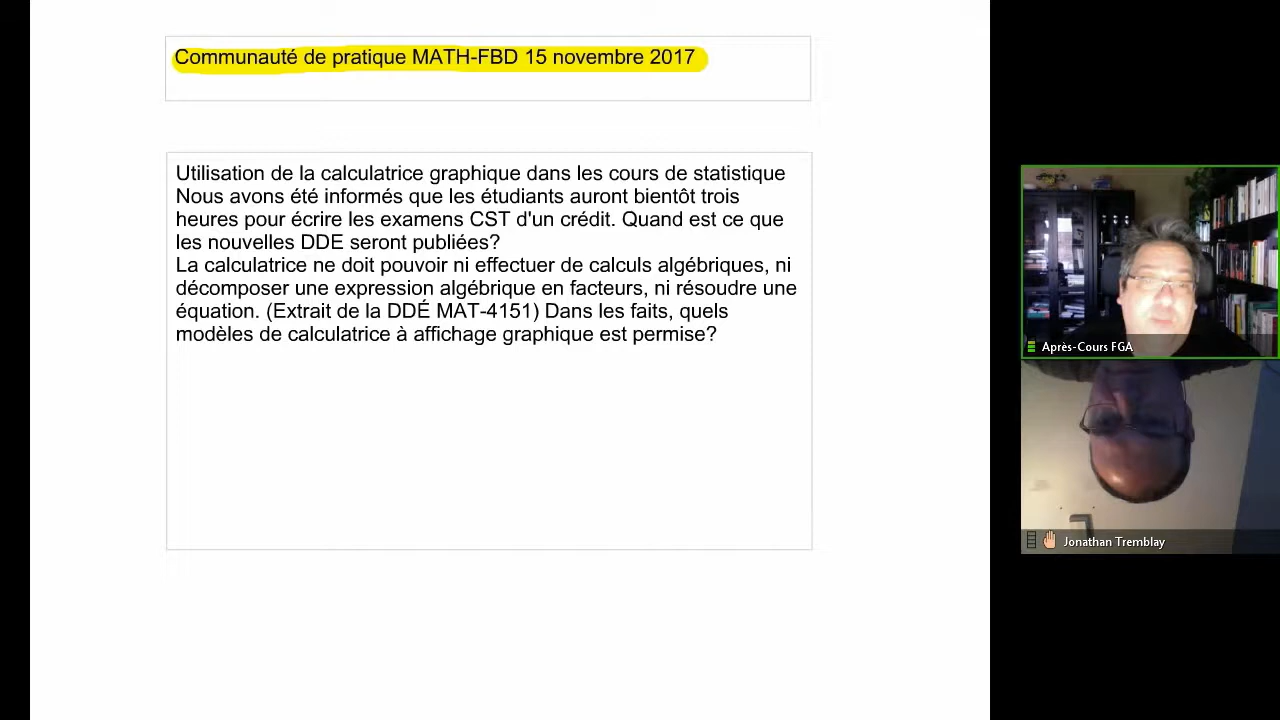 Communauté de pratique MATH-FBD 15 novembre 2017
Utilisation de la calculatrice graphique dans les cours de statistique
Nous avons été informés que les étudiants auront bientôt trois
heures pour écrire les examens CST d'un crédit. Quand est ce que
les nouvelles DDE seront publiées?
La calculatrice ne doit pouvoir ni effectuer de calculs algébriques, ni
décomposer une expression algébrique en facteurs, ni résoudre une
équation. (Extrait de la DDÉ MAT-4151) Dans les faits, quels
modèles de calculatrice à affichage graphique est permise?
Après-Cours FGA
Jonathan Tremblay